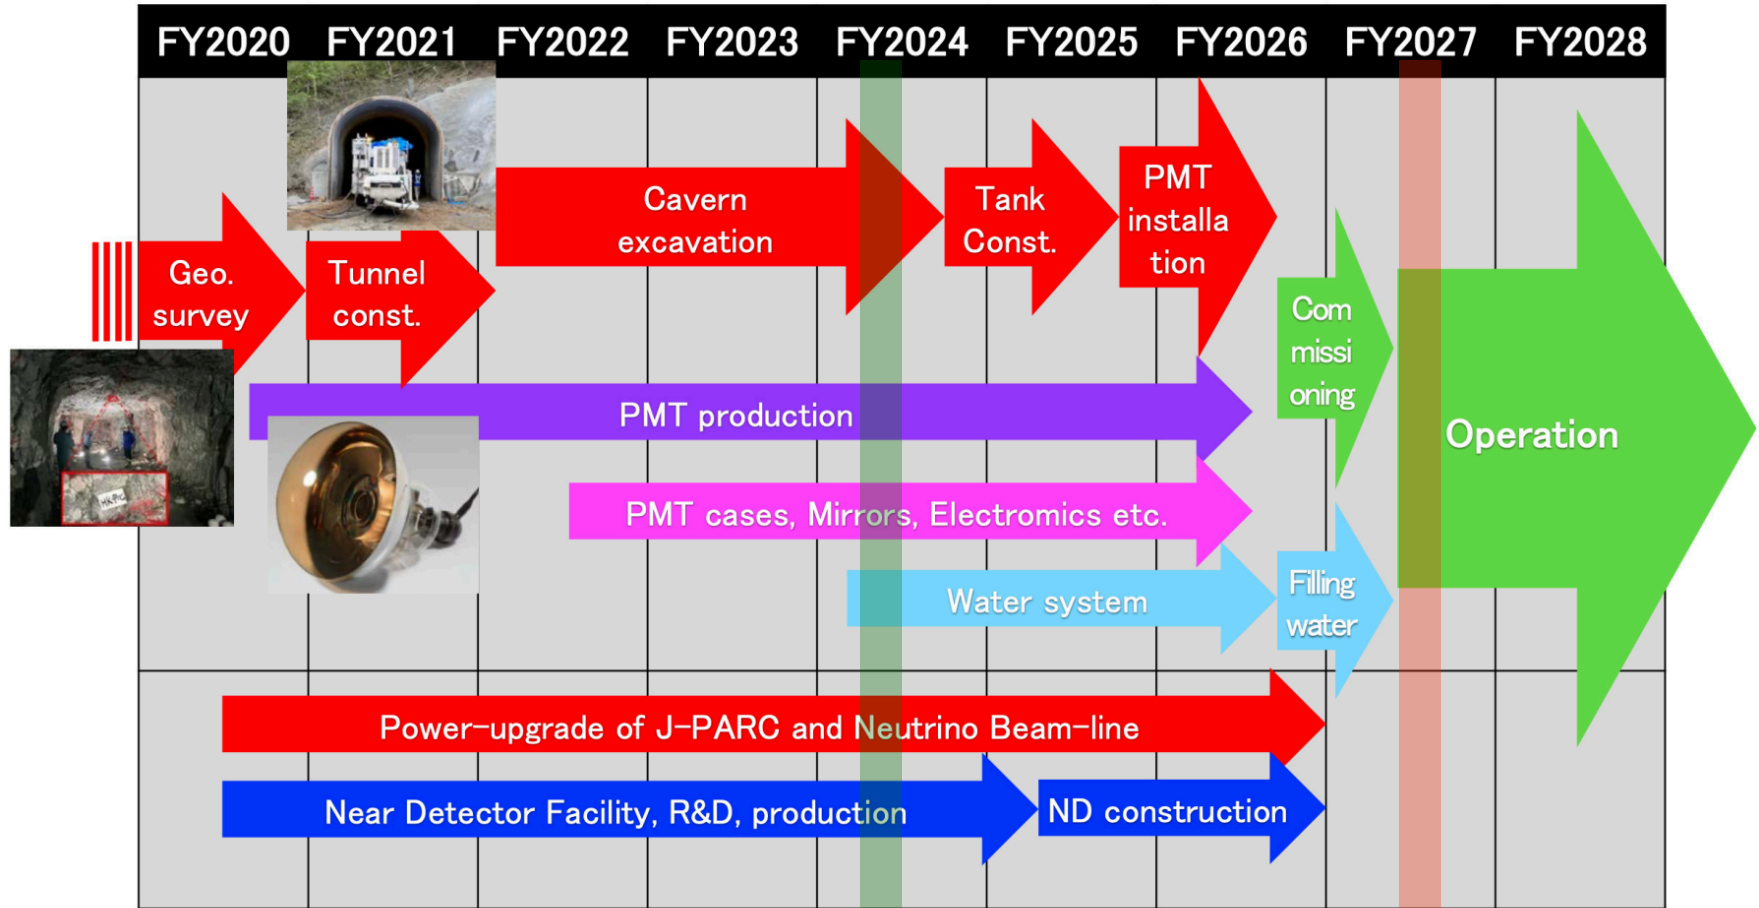 FY2020 FY2021 FY2022 FY2023 FY2024 FY2025 FY2026 FY2027 FY2028
Geo.
survey
Tunnel
const.
Cavern
excavation
Tank
Const.
PMT
installa
tion
Com
missi
oning
Operation
PMT production
PMT cases, Mirrors, Electromics etc.
Water system
Filling
water
Power-upgrade of J-PARC and Neutrino Beam-line
Near Detector Facility, R&D, production
ND construction